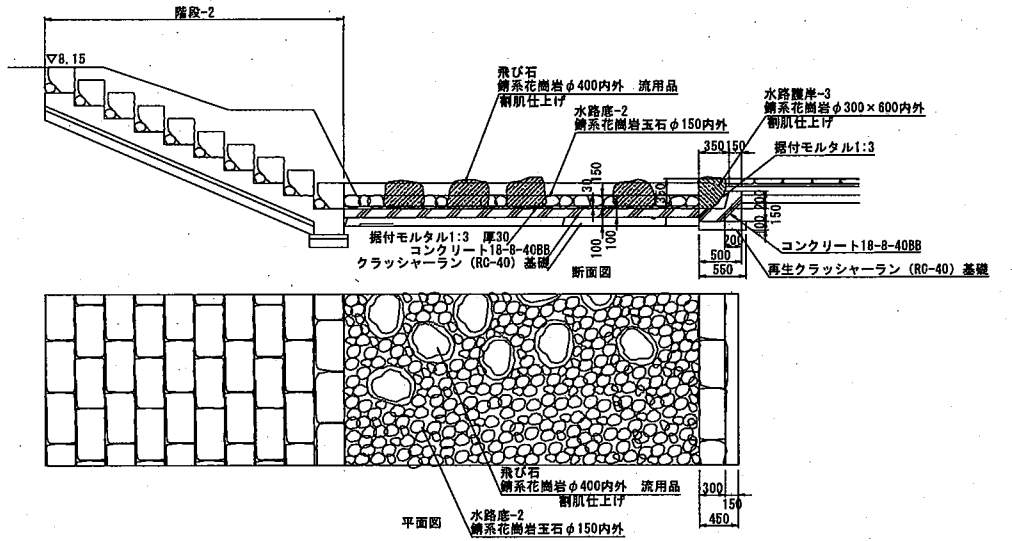 階段-2
▽8.15
飛び石
錆系花崗岩φ400内外 流用品
割肌仕上げ
水路底-2
錆系花崗岩玉石φ150内外
水路護岸-3
錆系花崗岩φ300×600内外
割肌仕上げ
350 150
据付モルタル1:3
150
30
200
150
100
据付モルタル1:3 厚30
コンクリート18-8-40BB
クラッシャーラン(RC-40)基礎
100
100
断面図
200
500
550
コンクリート18-8-40BB
再生クラッシャーラン(RC-40)基礎
飛び石
錆系花崗岩φ400内外 流用品
割肌仕上げ
水路底-2
錆系花崗岩玉石φ150内外
平面図
300
150
450